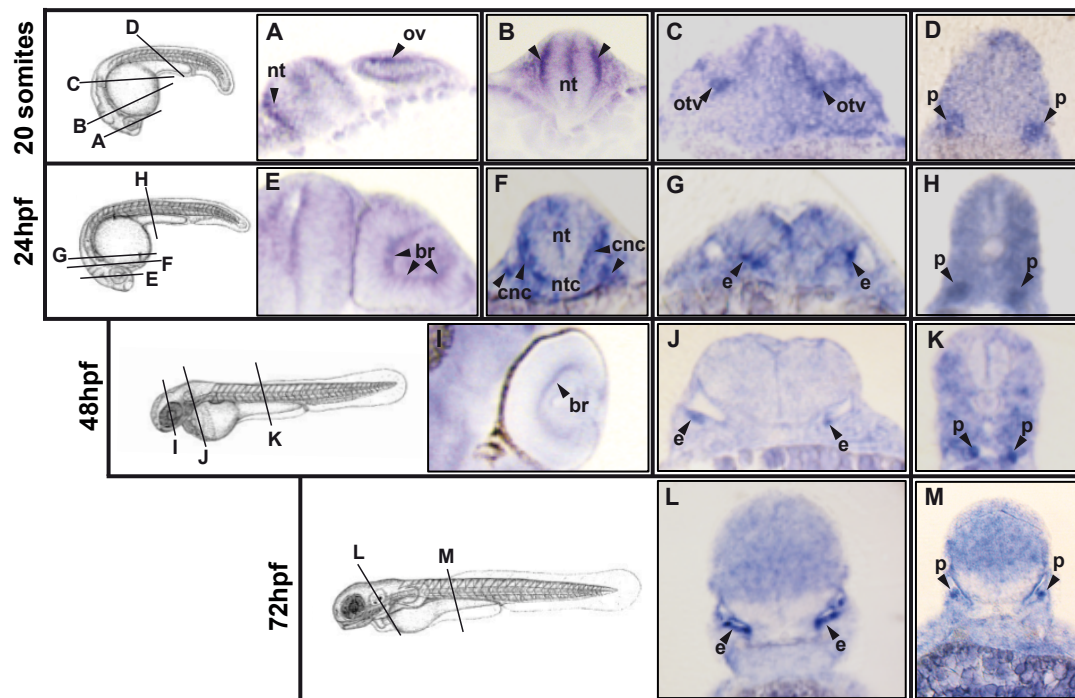 20 somites
D
C
B
A
A
ov
nt
B
nt
C
otv
otv
D
p
p
24hpf
H
G
F
E
E
br
F
nt
cnc
cnc
ntc
G
e
e
H
p
p
48hpf
I
J
K
I
br
J
e
e
K
p
p
72hpf
L
M
L
e
e
M
p
p